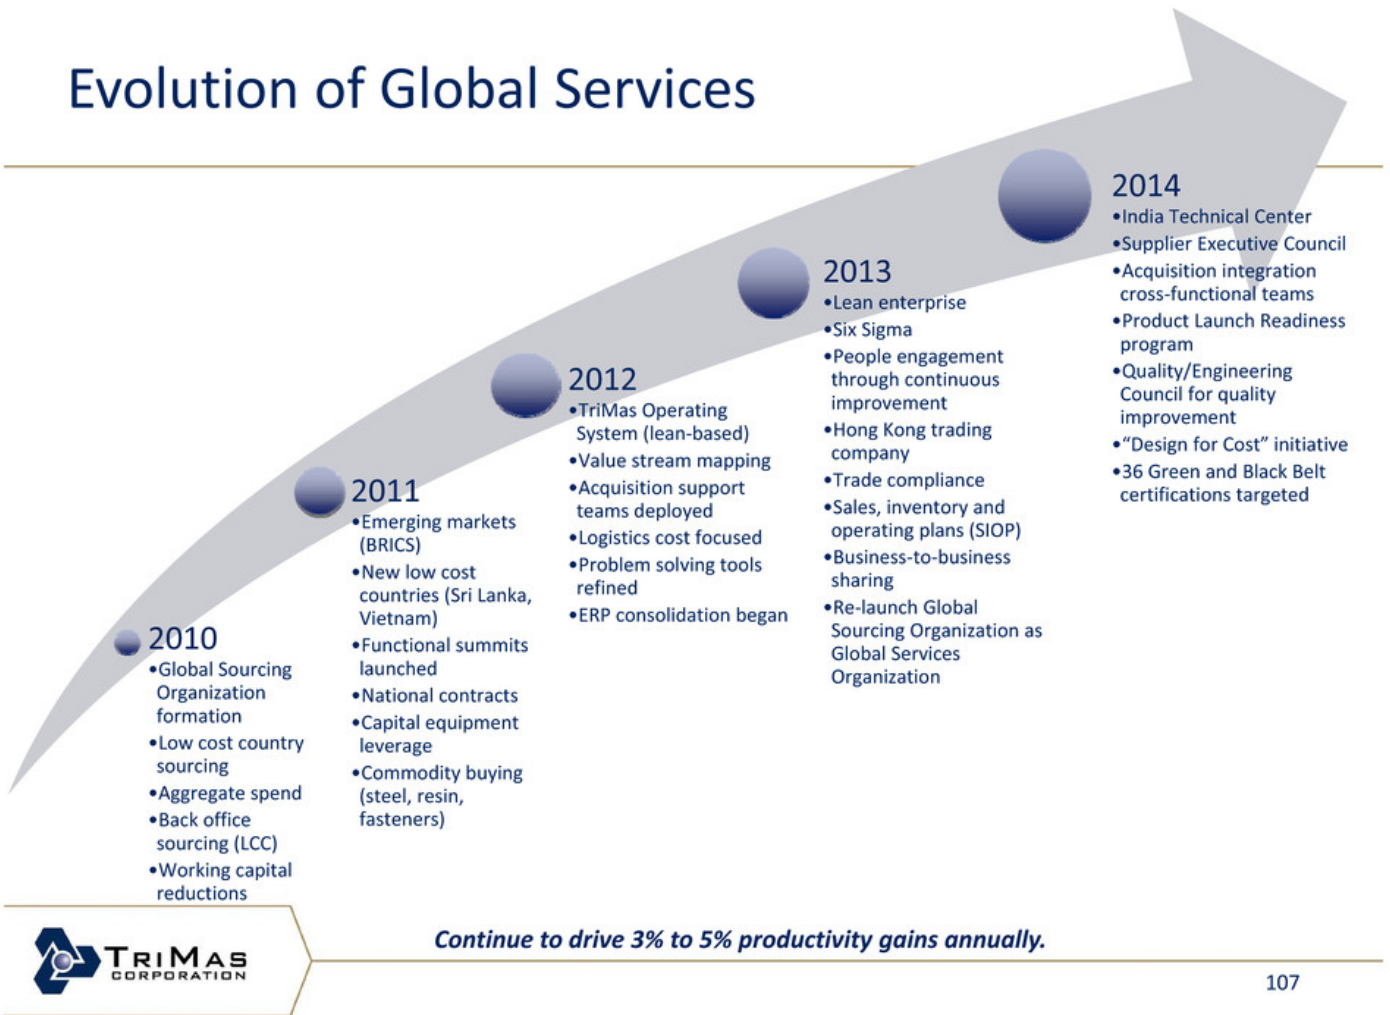 Evolution of Global Services
2010
•Global Sourcing
Organization
formation
•Low cost country
sourcing
•Aggregate spend
•Back office
sourcing (LCC)
•Working capital
reductions
2011
•Emerging markets
(BRICS)
•New low cost
countries (Sri Lanka,
Vietnam)
•Functional summits
launched
•National contracts
•Capital equipment
leverage
•Commodity buying
(steel, resin,
fasteners)
2012
•TriMas Operating
System (lean-based)
•Value stream mapping
•Acquisition support
teams deployed
•Logistics cost focused
•Problem solving tools
refined
•ERP consolidation began
2013
•Lean enterprise
•Six Sigma
•People engagement
through continuous
improvement
•Hong Kong trading
company
•Trade compliance
•Sales, inventory and
operating plans (SIOP)
•Business-to-business
sharing
•Re-launch Global
Sourcing Organization as
Global Services
Organization
2014
•India Technical Center
•Supplier Executive Council
•Acquisition integration
cross-functional teams
•Product Launch Readiness
program
•Quality/Engineering
Council for quality
improvement
•“Design for Cost” initiative
•36 Green and Black Belt
certifications targeted
Continue to drive 3% to 5% productivity gains annually.
TRIMAS
CORPORATION
107